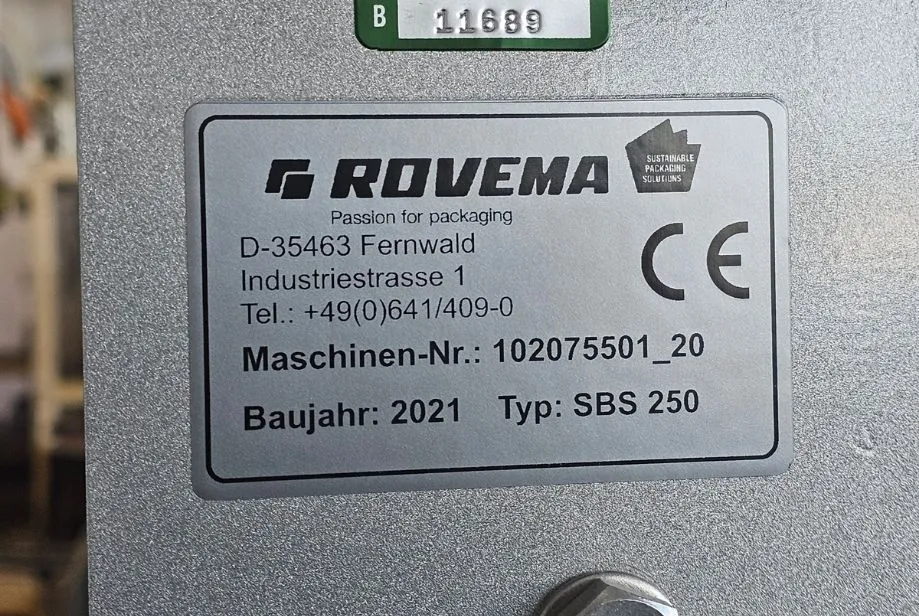 B 11689
ROVEMA
SUSTAINABLE
PACKAGING
SOLUTIONS
Passion for packaging
D-35463 Fernwald
Industriestrasse 1
Tel.: +49(0)641/409-0
CE
Maschinen-Nr.: 102075501_20
Baujahr: 2021 Typ: SBS 250